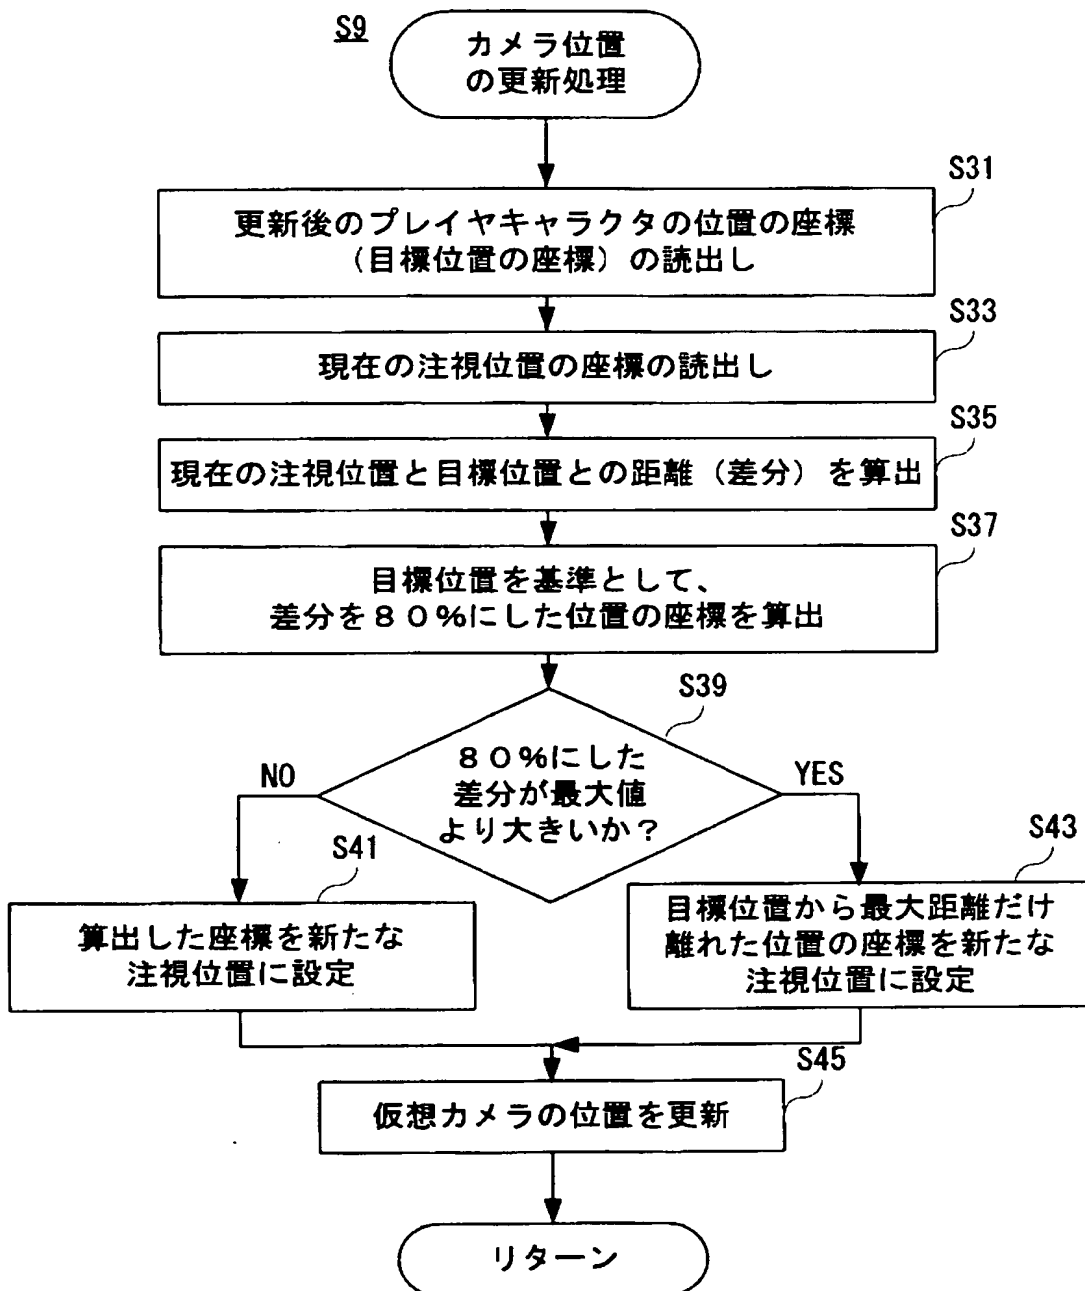 S9
カメラ位置
の更新処理
S31
更新後のプレイヤキャラクタの位置の座標
(目標位置の座標)の読出し
S33
現在の注視位置の座標の読出し
S35
現在の注視位置と目標位置との距離(差分)を算出
S37
目標位置を基準として、
差分を80%にした位置の座標を算出
S39
80%にした
差分が最大値
より大きいか?
NO
YES
S41
算出した座標を新たな
注視位置に設定
S43
目標位置から最大距離だけ
離れた位置の座標を新たな
注視位置に設定
S45
仮想カメラの位置を更新
リターン